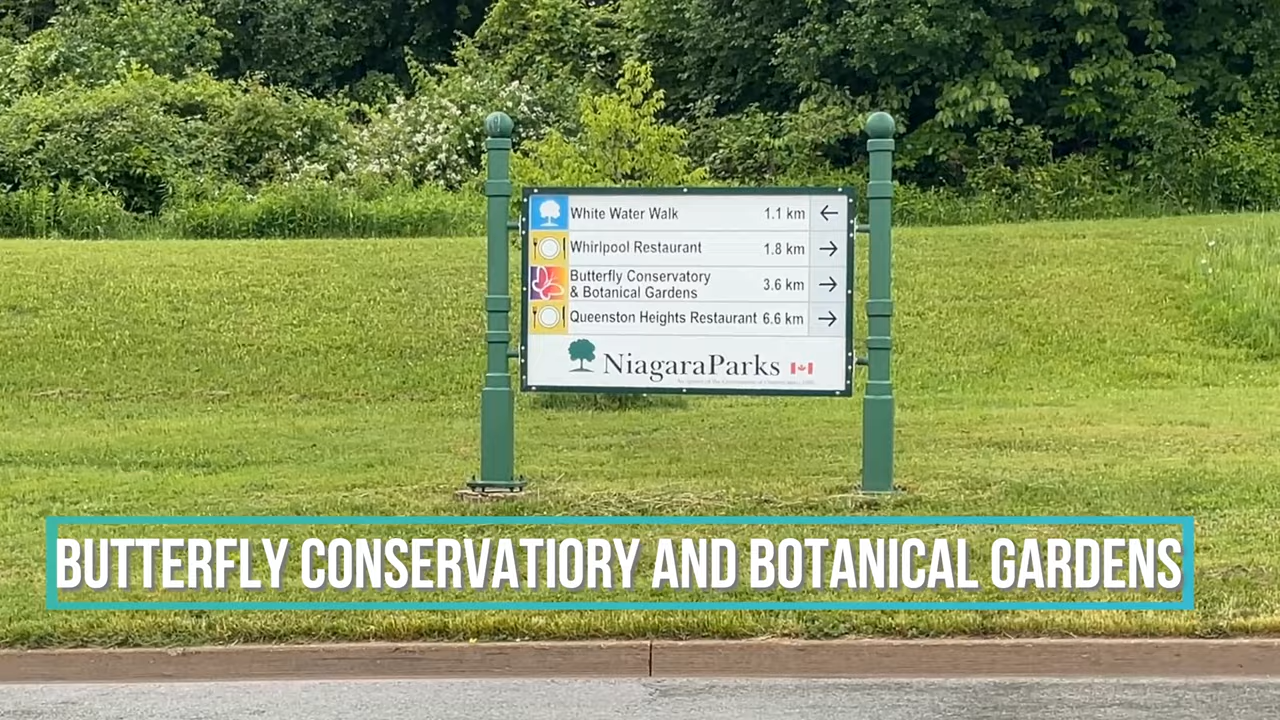 White Water Walk 1.1 km ←
Whirlpool Restaurant 1.8 km →
Butterfly Conservatory
& Botanical Gardens 3.6 km →
Queenston Heights Restaurant 6.6 km →
NiagaraParks
BUTTERFLY CONSERVATIORY AND BOTANICAL GARDENS